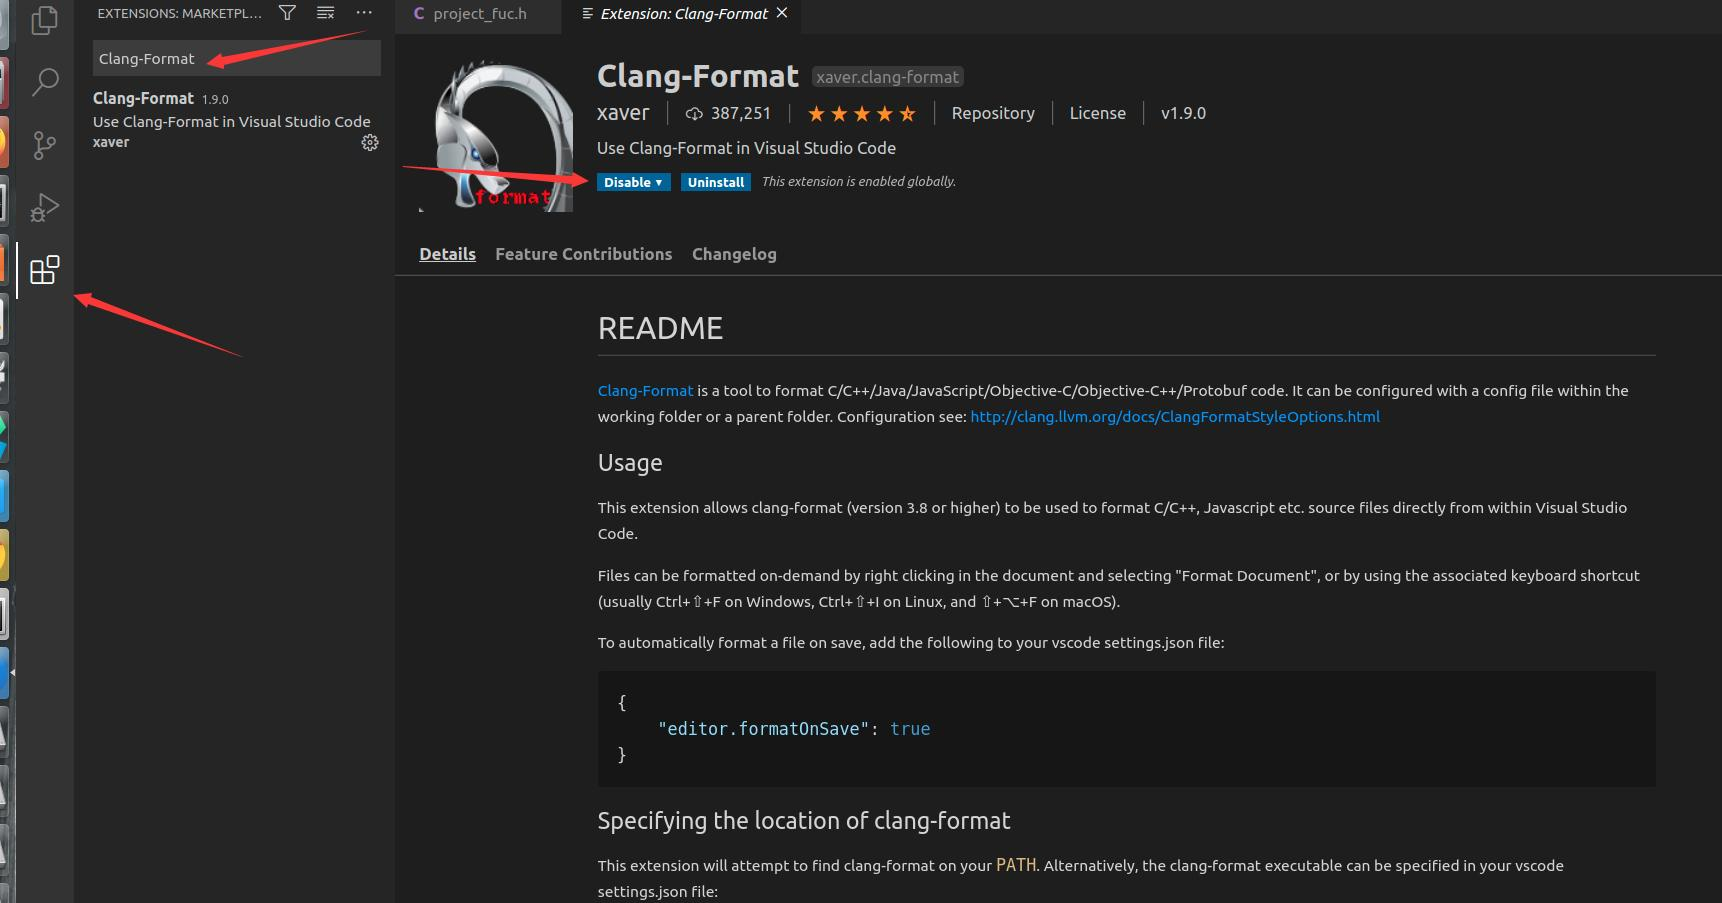 EXTENSIONS: MARKETPL...
Clang-Format
Clang-Format 1.9.0
Use Clang-Format in Visual Studio Code
xaver
C project_fuc.h
Extension: Clang-Format
format
Clang-Format xaver.clang-format
xaver 387,251 Repository License v1.9.0
Use Clang-Format in Visual Studio Code
Disable Uninstall This extension is enabled globally.
Details Feature Contributions Changelog
README
Clang-Format is a tool to format C/C++/Java/JavaScript/Objective-C/Objective-C++/Protobuf code. It can be configured with a config file within the
working folder or a parent folder. Configuration see: http://clang.llvm.org/docs/ClangFormatStyleOptions.html
Usage
This extension allows clang-format (version 3.8 or higher) to be used to format C/C++, Javascript etc. source files directly from within Visual Studio
Code.
Files can be formatted on-demand by right clicking in the document and selecting "Format Document", or by using the associated keyboard shortcut
(usually Ctrl+⇧+F on Windows, Ctrl+⇧+I on Linux, and ⇧+⌥+F on macOS).
To automatically format a file on save, add the following to your vscode settings.json file:
{
"editor.formatOnSave": true
}
Specifying the location of clang-format
This extension will attempt to find clang-format on your PATH. Alternatively, the clang-format executable can be specified in your vscode
settings.json file: